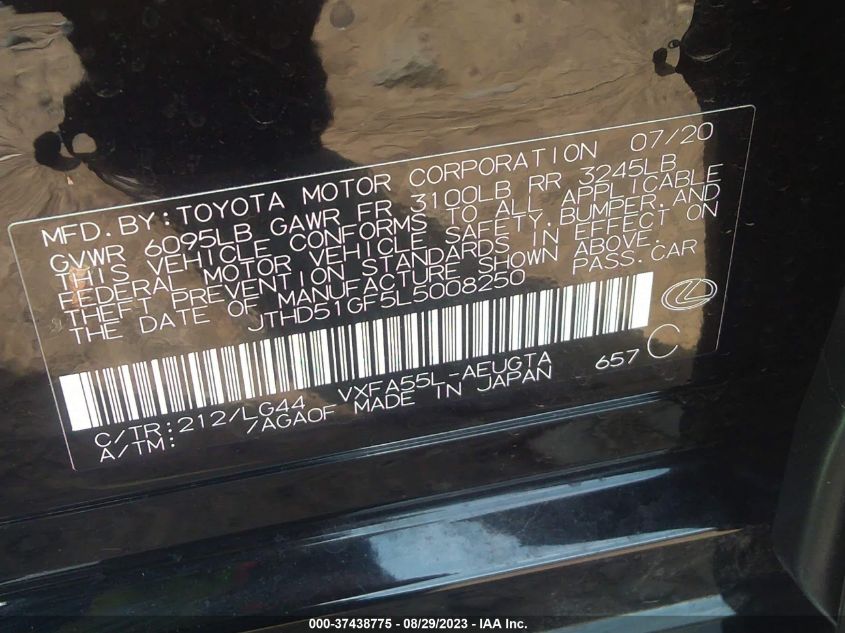 MFD. BY: TOYOTA MOTOR CORPORATION 07/20
GVWR 6095LB GAWR FR 3100LB RR 3245LB
THIS VEHICLE CONFORMS TO ALL APPLICABLE
FEDERAL MOTOR VEHICLE SAFETY, BUMPER, AND
THEFT PREVENTION STANDARDS IN EFFECT ON
THE DATE OF MANUFACTURE SHOWN ABOVE.
JTHD51GF5L5008250 PASS. CAR
C/TR: 212/LG44 VXFA55L-AEUGTA 657 C
A/TM: /AGAOF MADE IN JAPAN
000-37438775 - 08/29/2023 - IAA Inc.